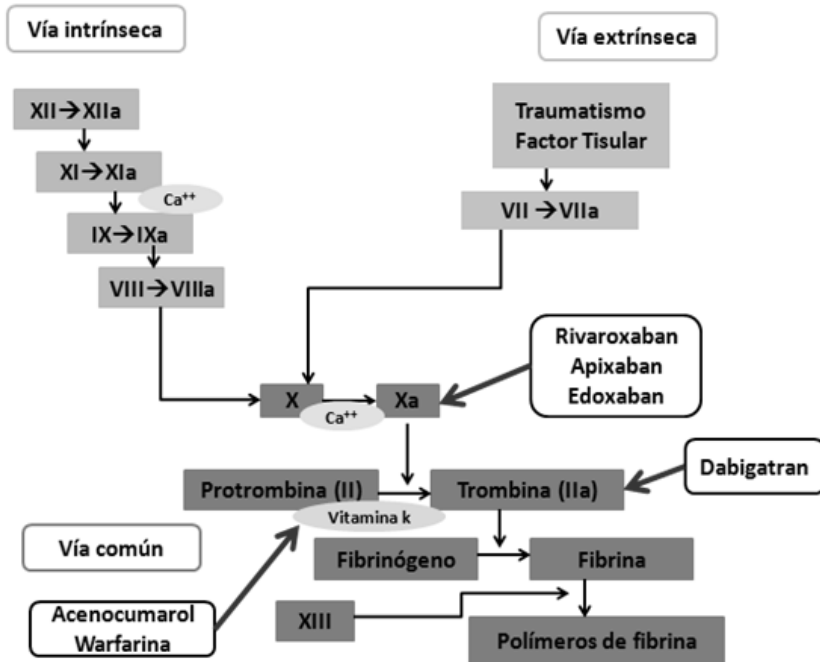 Vía intrínseca
Vía extrínseca
XII→XIIa
XI→XIa
Ca⁺⁺
IX→IXa
VIII→VIIIa
Traumatismo
Factor Tisular
VII →VIIa
Rivaroxaban
Apixaban
Edoxaban
X
Xa
Ca⁺⁺
Protrombina (II)
Trombina (IIa)
Dabigatran
Vitamina k
Vía común
Fibrinógeno
Fibrina
Acenocumarol
Warfarina
XIII
Polímeros de fibrina